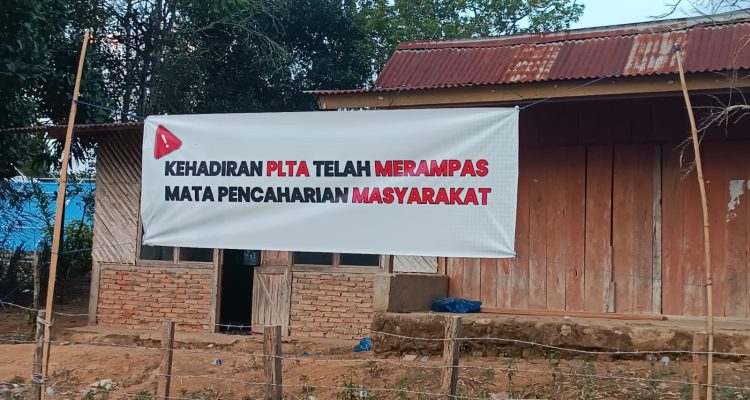 KEHADIRAN PLTA TELAH MERAMPAS
MATA PENCAHARIAN MASYARAKAT